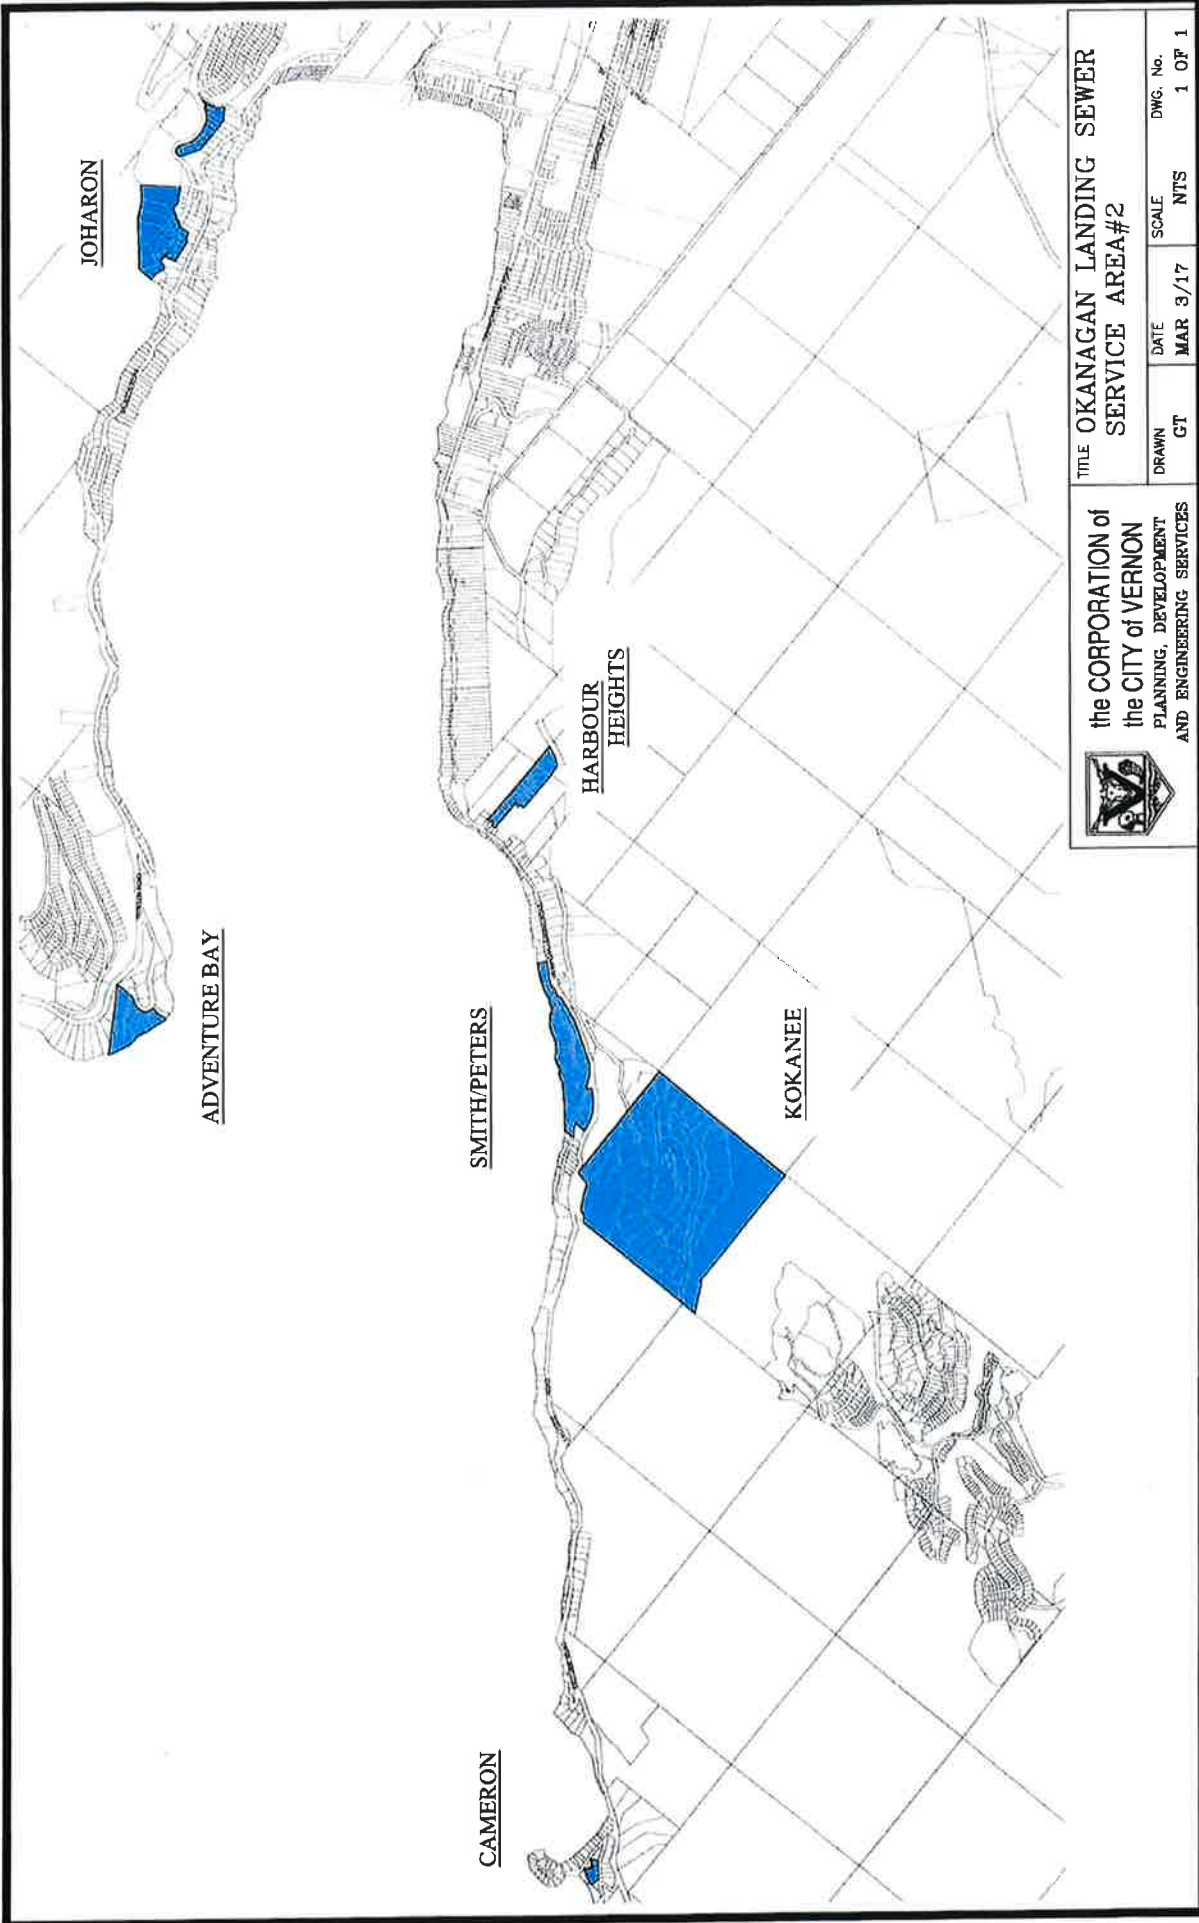 JOHARON
ADVENTURE BAY
HARBOUR
HEIGHTS
SMITH/PETERS
KOKANEE
CAMERON
the CORPORATION of
the CITY of VERNON
PLANNING, DEVELOPMENT
AND ENGINEERING SERVICES
TITLE OKANAGAN LANDING SEWER
SERVICE AREA#2
DRAWN
GT
DATE
MAR 3/17
SCALE
NTS
DWG. No.
1 OF 1